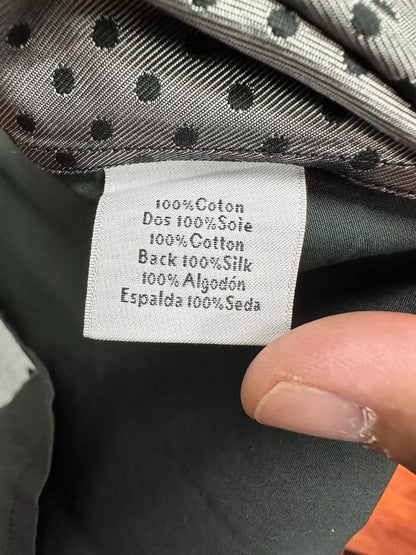 100%Coton
Dos 100%Soie
100%Cotton
Back 100%Silk
100%Algodón
Espalda 100%Seda